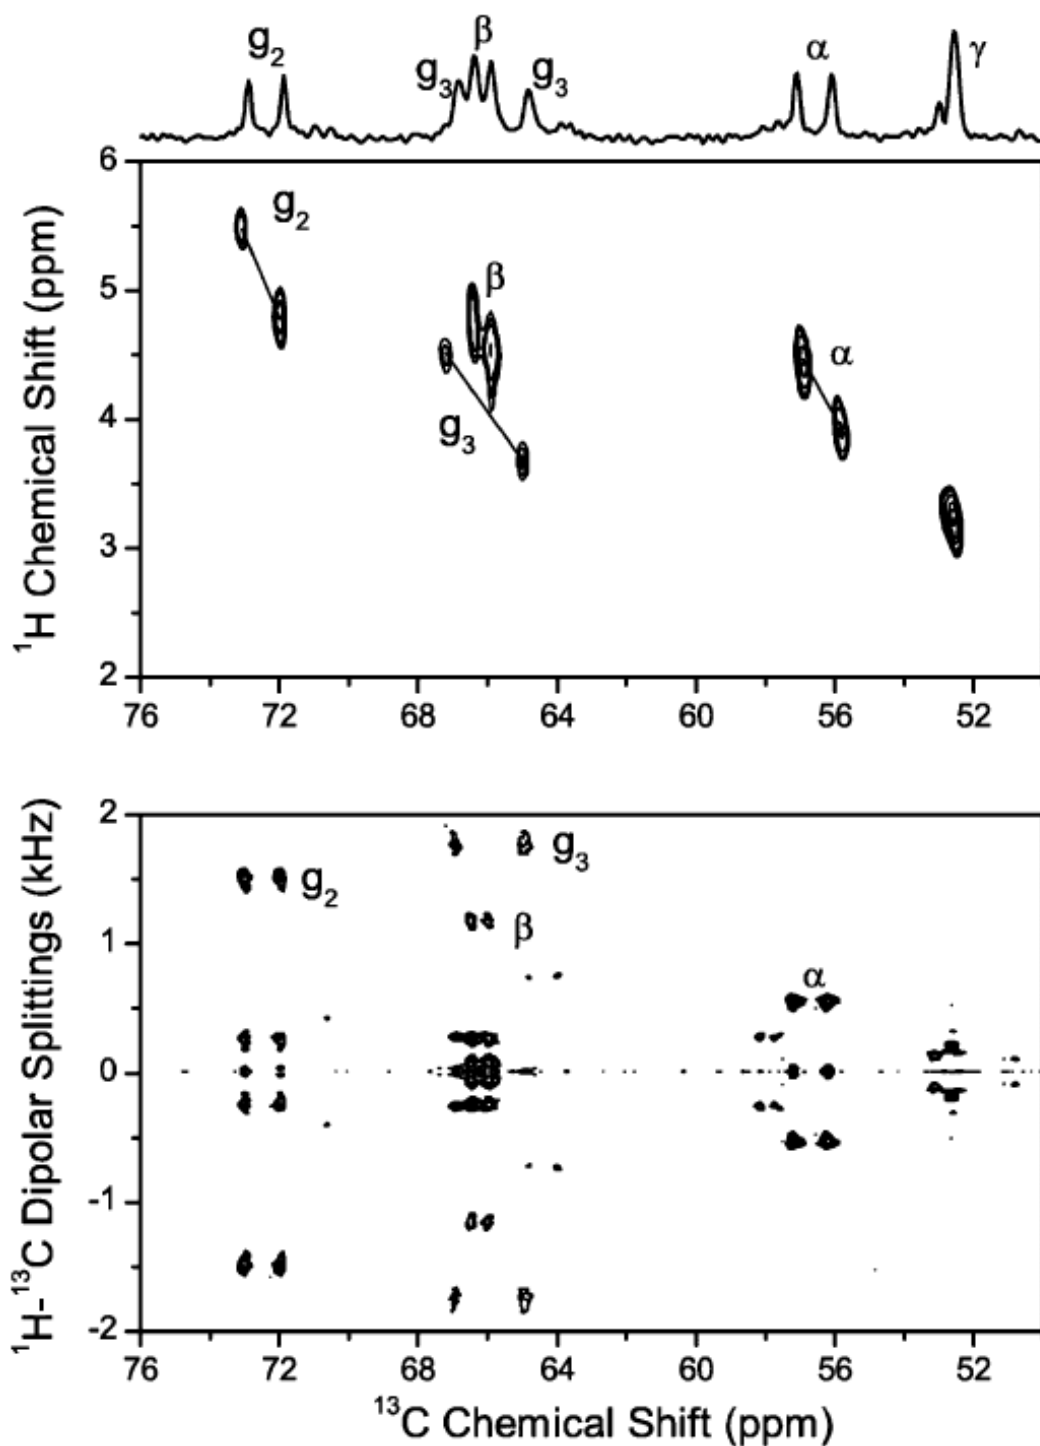 g₂ g₃ β g₃ α γ
6
5
4
3
2
¹H Chemical Shift (ppm)
g₂
β
g₃
α
76 72 68 64 60 56 52
2
1
0
-1
-2
¹H-¹³C Dipolar Splittings (kHz)
g₂
g₃
β
α
76 72 68 64 60 56 52
¹³C Chemical Shift (ppm)